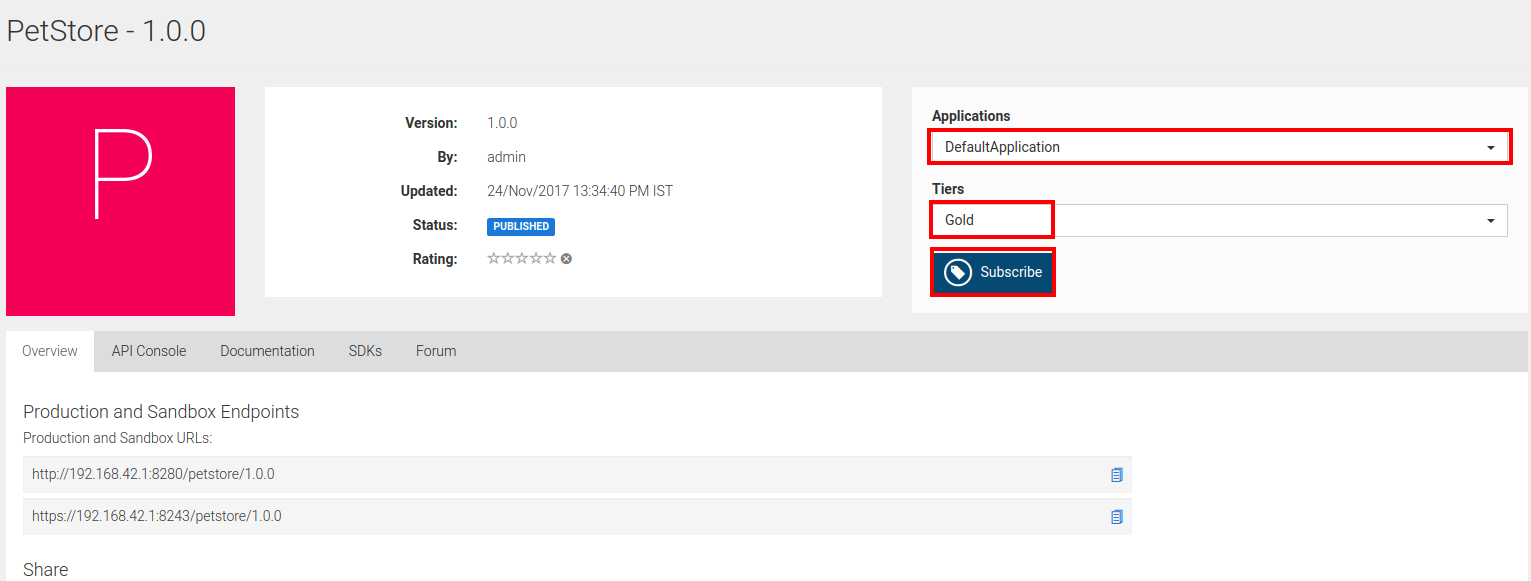 PetStore - 1.0.0
P
Version: 1.0.0
By: admin
Updated: 24/Nov/2017 13:34:40 PM IST
Status: PUBLISHED
Rating:
Applications
DefaultApplication
Tiers
Gold
Subscribe
Overview API Console Documentation SDKs Forum
Production and Sandbox Endpoints
Production and Sandbox URLs:
http://192.168.42.1:8280/petstore/1.0.0
https://192.168.42.1:8243/petstore/1.0.0
Share